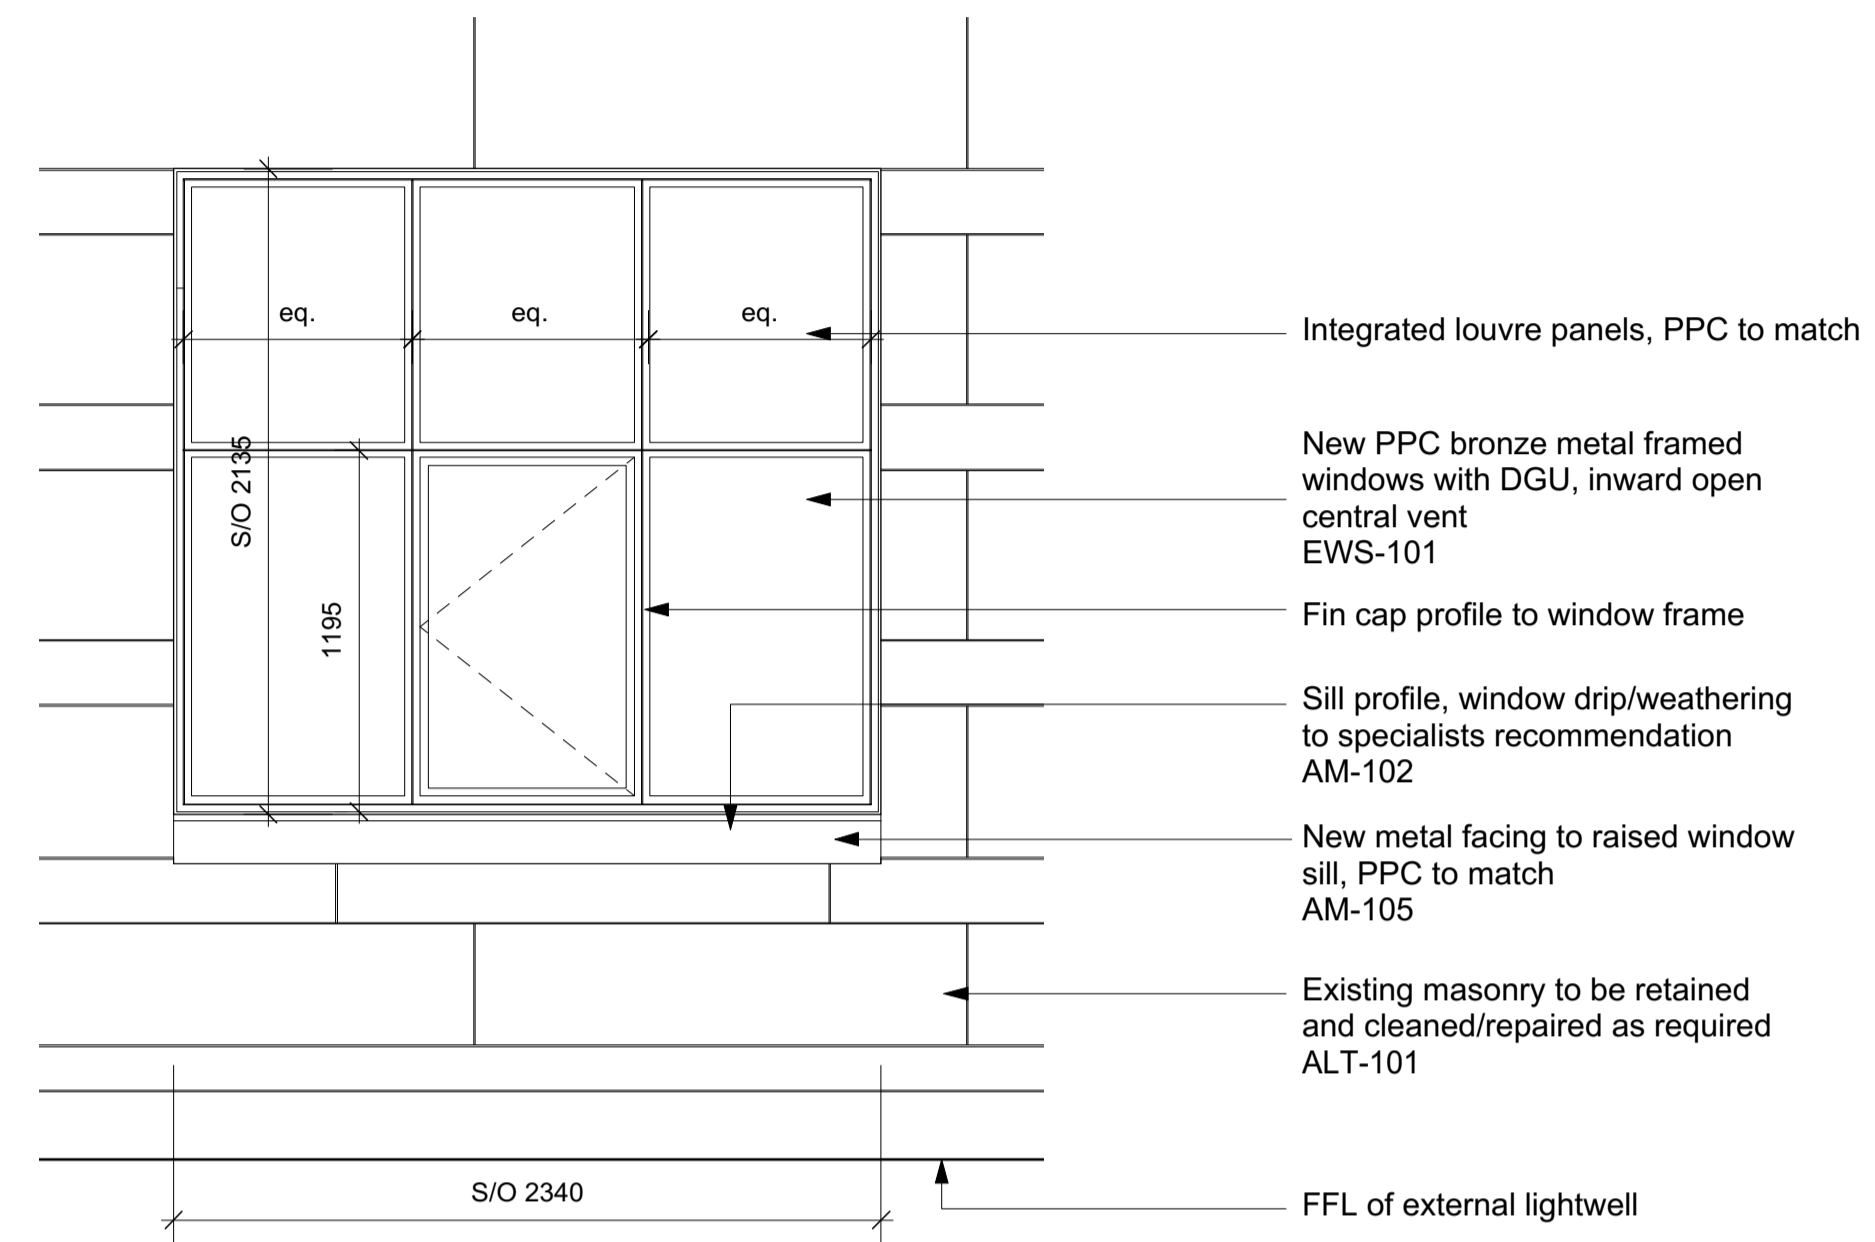 eq.
eq.
eq.
S/O 2135
1195
S/O 2340
Integrated louvre panels, PPC to match
New PPC bronze metal framed
windows with DGU, inward open
central vent
EWS-101
Fin cap profile to window frame
Sill profile, window drip/weathering
to specialists recommendation
AM-102
New metal facing to raised window
sill, PPC to match
AM-105
Existing masonry to be retained
and cleaned/repaired as required
ALT-101
FFL of external lightwell